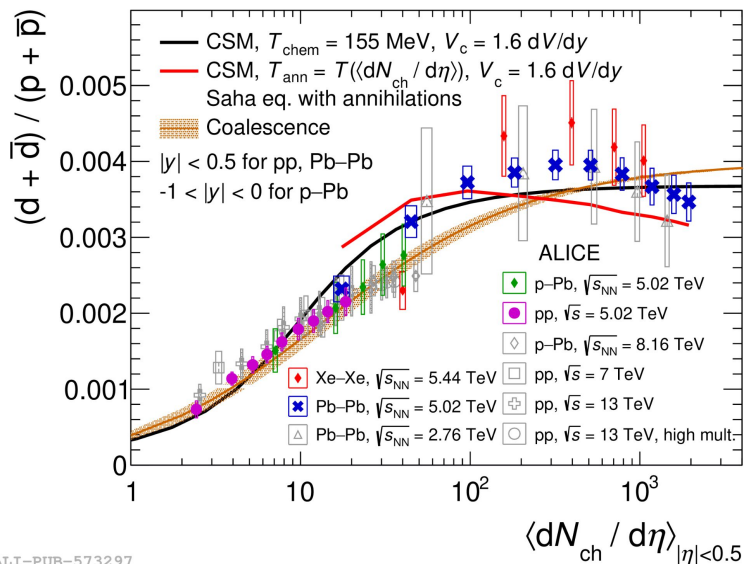 (d + d̅) / (p + p̅)
0.005
0.004
0.003
0.002
0.001
0
CSM, T_chem = 155 MeV, V_c = 1.6 dV/dy
CSM, T_ann = T(⟨dN_ch / dη⟩), V_c = 1.6 dV/dy
Saha eq. with annihilations
Coalescence
|y| < 0.5 for pp, Pb–Pb
-1 < |y| < 0 for p–Pb
ALICE
p–Pb, √s_NN = 5.02 TeV
pp, √s = 5.02 TeV
p–Pb, √s_NN = 8.16 TeV
pp, √s = 7 TeV
pp, √s = 13 TeV
pp, √s = 13 TeV, high mult.
Xe–Xe, √s_NN = 5.44 TeV
Pb–Pb, √s_NN = 5.02 TeV
Pb–Pb, √s_NN = 2.76 TeV
1 10 10² 10³
⟨dN_ch / dη⟩_|η|<0.5
ALI-PUB-573297